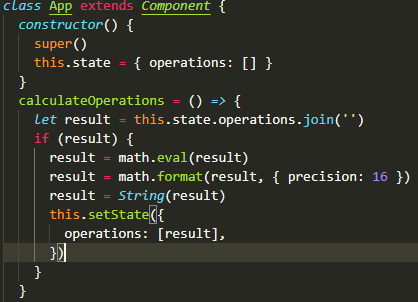 class App extends Component {
constructor() {
super()
this.state = { operations: [] }
}
calculateOperations = () => {
let result = this.state.operations.join('')
if (result) {
result = math.eval(result)
result = math.format(result, { precision: 16 })
result = String(result)
this.setState({
operations: [result],
})
}
}